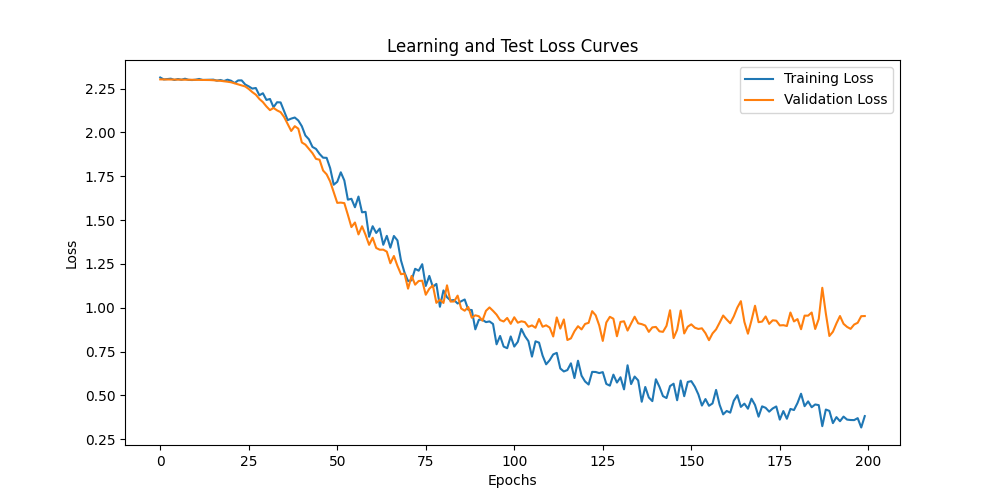 Learning and Test Loss Curves
Training Loss
Validation Loss
2.25
2.00
1.75
1.50
1.25
1.00
0.75
0.50
0.25
Loss
0 25 50 75 100 125 150 175 200
Epochs